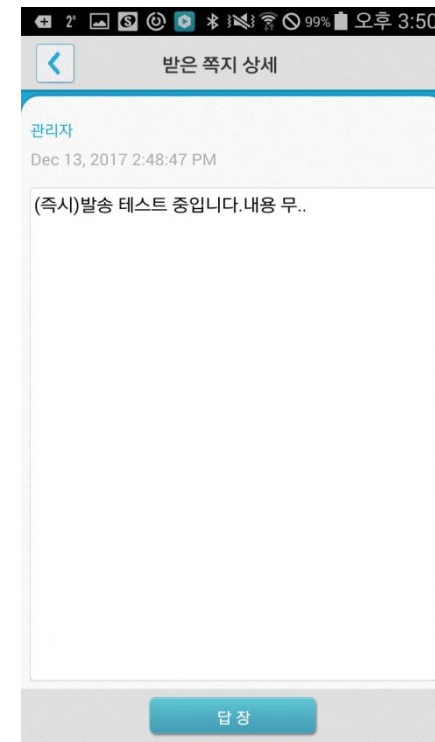 2° 99% 오후 3:50
받은 쪽지 상세
관리자
Dec 13, 2017 2:48:47 PM
(즉시)발송 테스트 중입니다.내용 무..
답 장